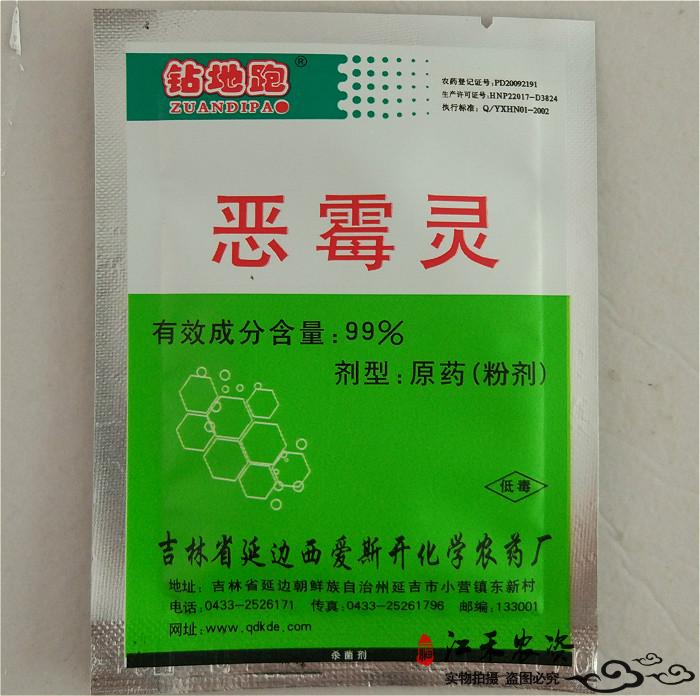 钻地跑®
ZUANDIPAO
农药登记证号:PD20092191
生产许可证号:HNP22017-D3824
执行标准: Q/YXHN01-2002
恶霉灵
有效成分含量:99%
剂型:原药(粉剂)
低毒
吉林省延边西爱斯开化学农药厂
地址: 吉林省延边朝鲜族自治州延吉市小营镇东新村
电话:0433-2526171 传真:0433-25261796 邮编:133001
网址:www.qdkde.com
杀菌剂
江禾农资
实物拍摄 盗图必究